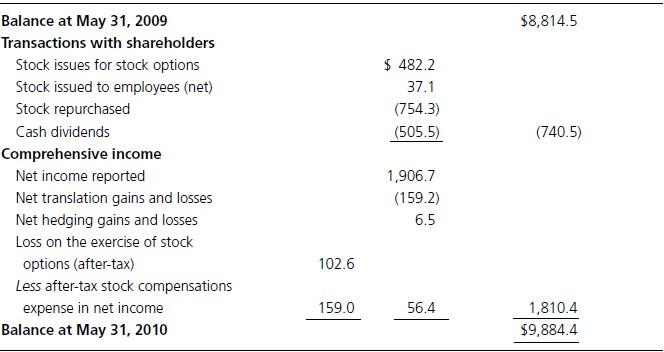 Balance at May 31, 2009 $8,814.5
Transactions with shareholders
Stock issues for stock options $ 482.2
Stock issued to employees (net) 37.1
Stock repurchased (754.3)
Cash dividends (505.5) (740.5)
Comprehensive income
Net income reported 1,906.7
Net translation gains and losses (159.2)
Net hedging gains and losses 6.5
Loss on the exercise of stock
options (after-tax) 102.6
Less after-tax stock compensations
expense in net income 159.0 56.4 1,810.4
Balance at May 31, 2010 $9,884.4